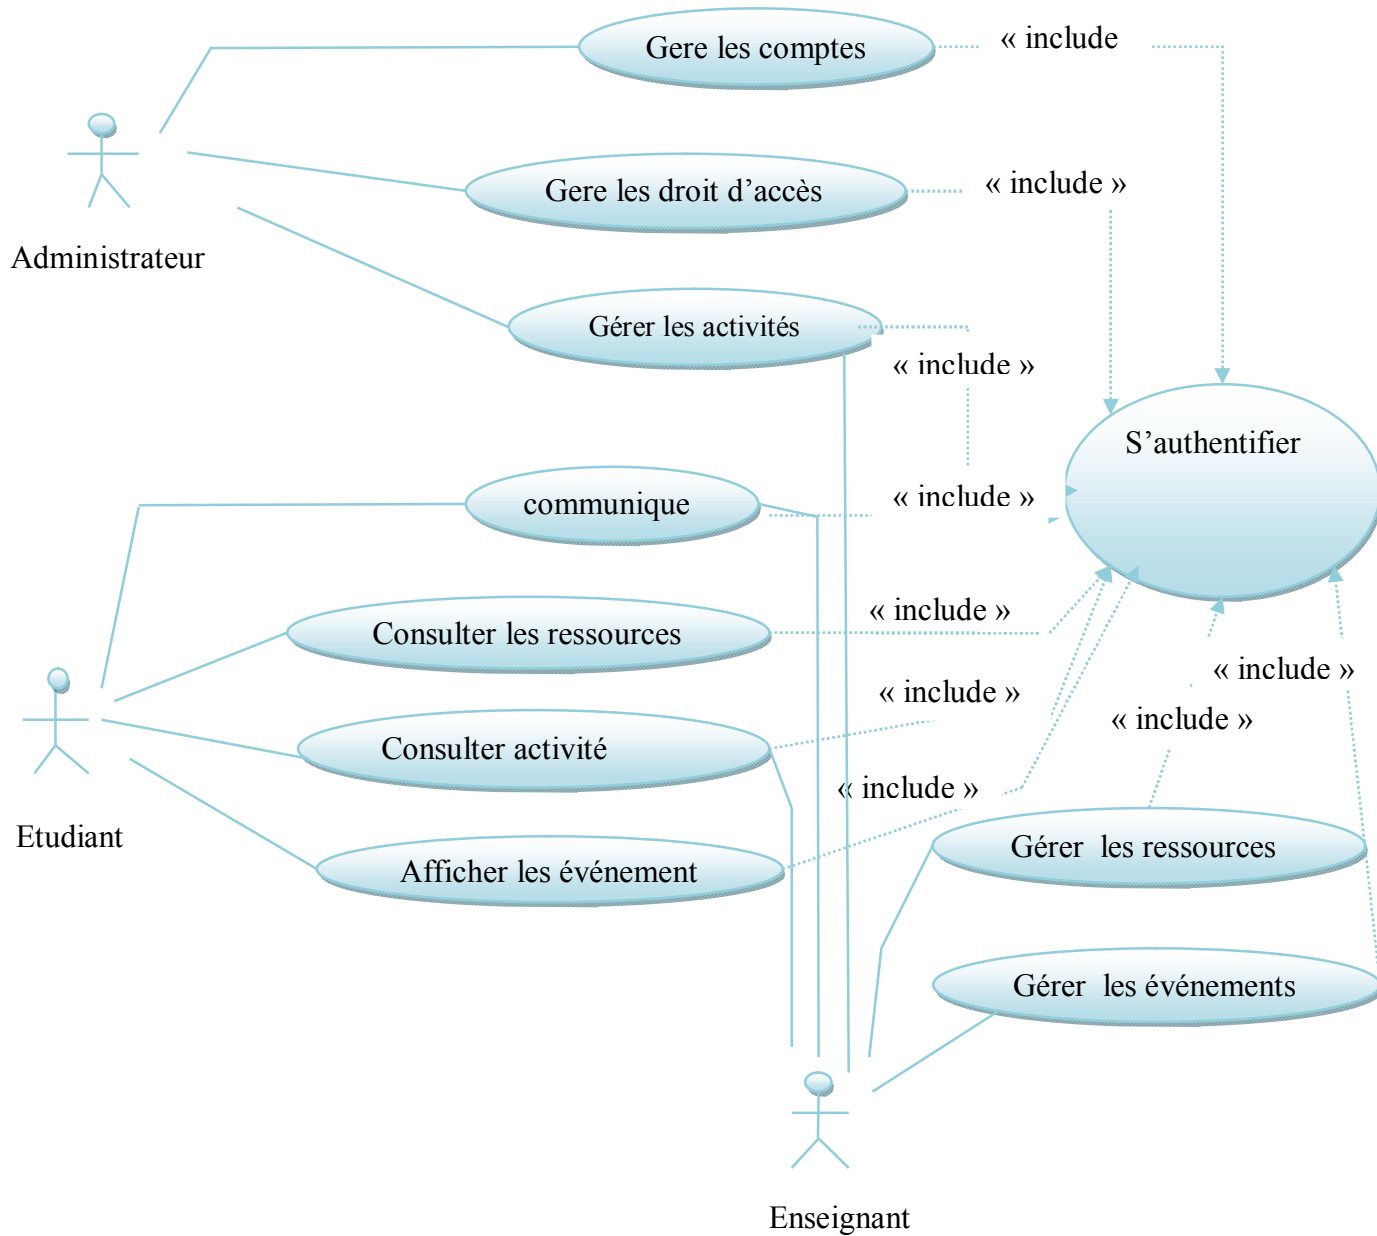 Gere les comptes
« include
Gere les droit d’accès
« include »
Administrateur
Gérer les activités
« include »
S’authentifier
communique
« include »
Consulter les ressources
« include »
« include »
« include »
« include »
Consulter activité
« include »
Etudiant
Afficher les événement
Gérer  les ressources
Gérer  les événements
Enseignant